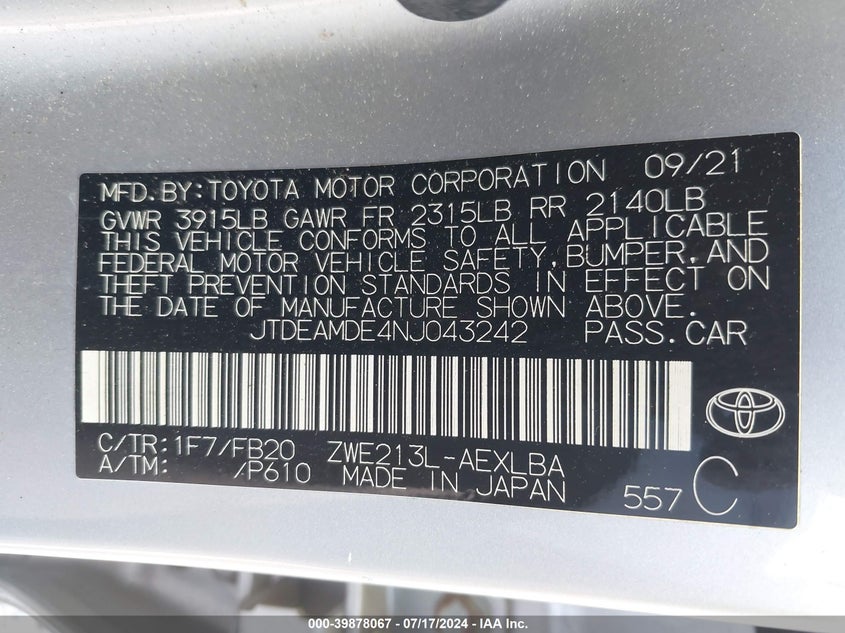 MFD.BY:TOYOTA MOTOR CORPORATION 09/21
GVWR 3915LB GAWR FR 2315LB RR 2140LB
THIS VEHICLE CONFORMS TO ALL APPLICABLE
FEDERAL MOTOR VEHICLE SAFETY,BUMPER,AND
THEFT PREVENTION STANDARDS IN EFFECT ON
THE DATE OF MANUFACTURE SHOWN ABOVE.
JTDEAMDE4NJ043242 PASS.CAR
C/TR:1F7/FB20 ZWE213L-AEXLBA
A/TM: /P610 MADE IN JAPAN
557 C
000-39878067 - 07/17/2024 - IAA Inc.